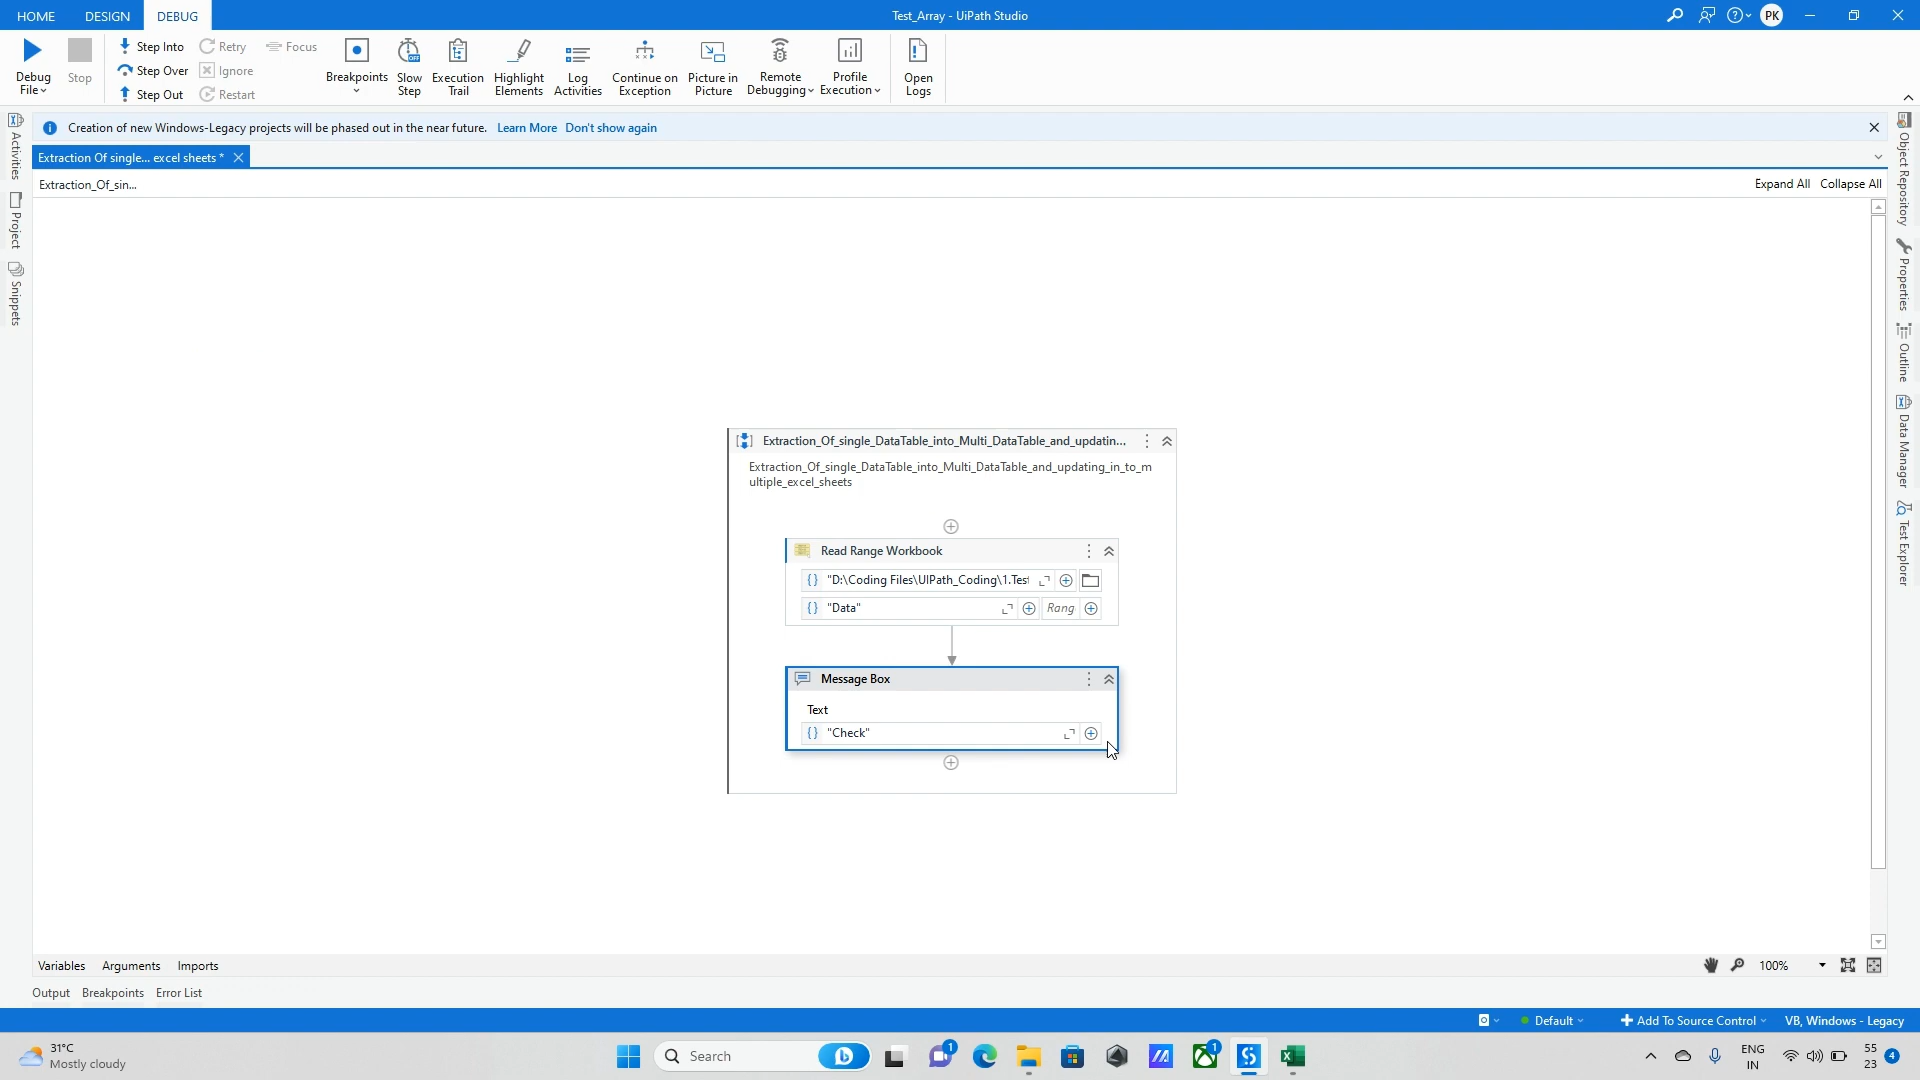 HOME DESIGN DEBUG Test_Array - UiPath Studio PK
Debug File Stop Step Into Step Over Step Out Retry Ignore Restart Focus Breakpoints Slow Step Execution Trail Highlight Elements Log Activities Continue on Exception Picture in Picture Remote Debugging Profile Execution Open Logs
Creation of new Windows-Legacy projects will be phased out in the near future. Learn More Don't show again
Extraction Of single... excel sheets *
Extraction_Of_sin... Expand All Collapse All
Activities
Project
Snippets
Extraction_Of_single_DataTable_into_Multi_DataTable_and_updatin...
Extraction_Of_single_DataTable_into_Multi_DataTable_and_updating_in_to_m
ultiple_excel_sheets
Read Range Workbook
"D:\Coding Files\UIPath_Coding\1.Tes
"Data" Rang
Message Box
Text
"Check"
Object Repository
Properties
Outline
Data Manager
Test Explorer
Variables Arguments Imports 100%
Output Breakpoints Error List
Default Add To Source Control VB, Windows - Legacy
31°C
Mostly cloudy
Search
1
1
ENG
IN
55
23
4